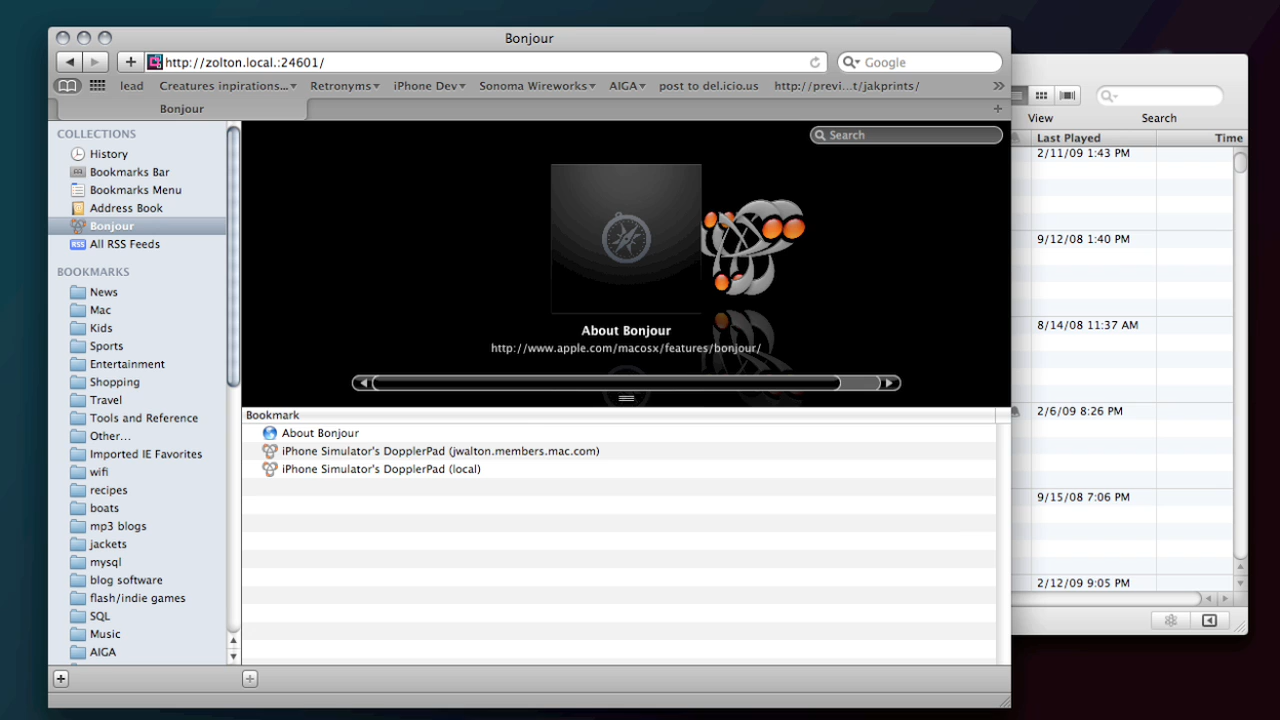 Bonjour
http://zolton.local.:24601/
Google
lead Creatures inpirations... Retronyms iPhone Dev Sonoma Wireworks AIGA post to del.icio.us http://previ...t/jakprints/ »
Bonjour
COLLECTIONS
History
Bookmarks Bar
Bookmarks Menu
Address Book
Bonjour
RSS All RSS Feeds
BOOKMARKS
News
Mac
Kids
Sports
Entertainment
Shopping
Travel
Tools and Reference
Other...
Imported IE Favorites
wifi
recipes
boats
mp3 blogs
jackets
mysql
blog software
flash/indie games
SQL
Music
AIGA
Search
About Bonjour
http://www.apple.com/macosx/features/bonjour/
Bookmark
About Bonjour
iPhone Simulator's DopplerPad (jwalton.members.mac.com)
iPhone Simulator's DopplerPad (local)
View Search
Last Played Time
2/11/09 1:43 PM
9/12/08 1:40 PM
8/14/08 11:37 AM
2/6/09 8:26 PM
9/15/08 7:06 PM
2/12/09 9:05 PM